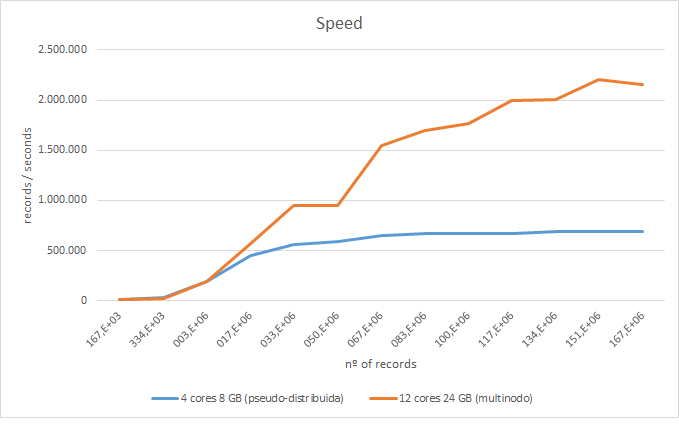 Speed
2.500.000
2.000.000
1.500.000
1.000.000
500.000
0
records / seconds
167,E+03
334,E+03
003,E+06
017,E+06
033,E+06
050,E+06
067,E+06
083,E+06
100,E+06
117,E+06
134,E+06
151,E+06
167,E+06
nº of records
4 cores 8 GB (pseudo-distribuida)
12 cores 24 GB (multinodo)